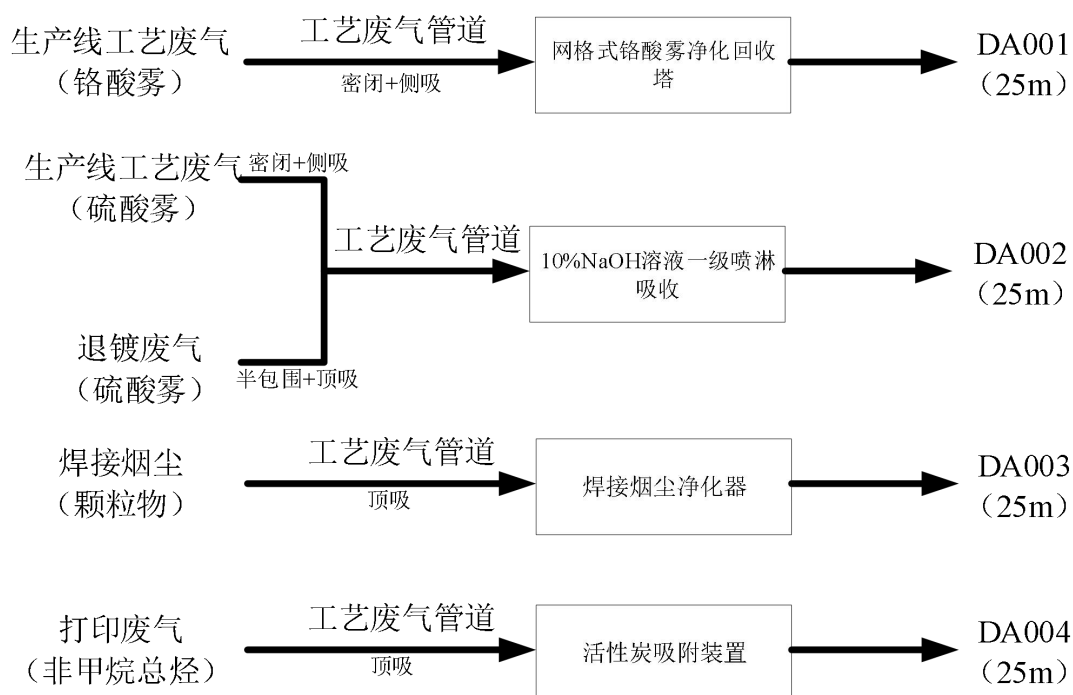 生产线工艺废气
（铬酸雾）
工艺废气管道
密闭+侧吸
网格式铬酸雾净化回收
塔
DA001
（25m）
生产线工艺废气
（硫酸雾）
密闭+侧吸
工艺废气管道
10%NaOH溶液一级喷淋
吸收
DA002
（25m）
退镀废气
（硫酸雾）
半包围+顶吸
焊接烟尘
（颗粒物）
工艺废气管道
顶吸
焊接烟尘净化器
DA003
（25m）
打印废气
（非甲烷总烃）
工艺废气管道
顶吸
活性炭吸附装置
DA004
（25m）